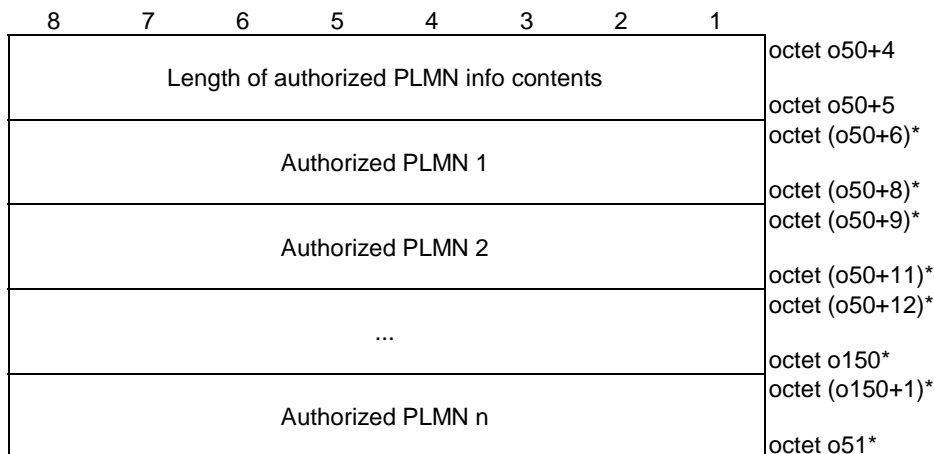 8 7 6 5 4 3 2 1
octet o50+4
Length of authorized PLMN info contents
octet o50+5
octet (o50+6)*
Authorized PLMN 1
octet (o50+8)*
octet (o50+9)*
Authorized PLMN 2
octet (o50+11)*
octet (o50+12)*
...
octet o150*
octet (o150+1)*
Authorized PLMN n
octet o51*